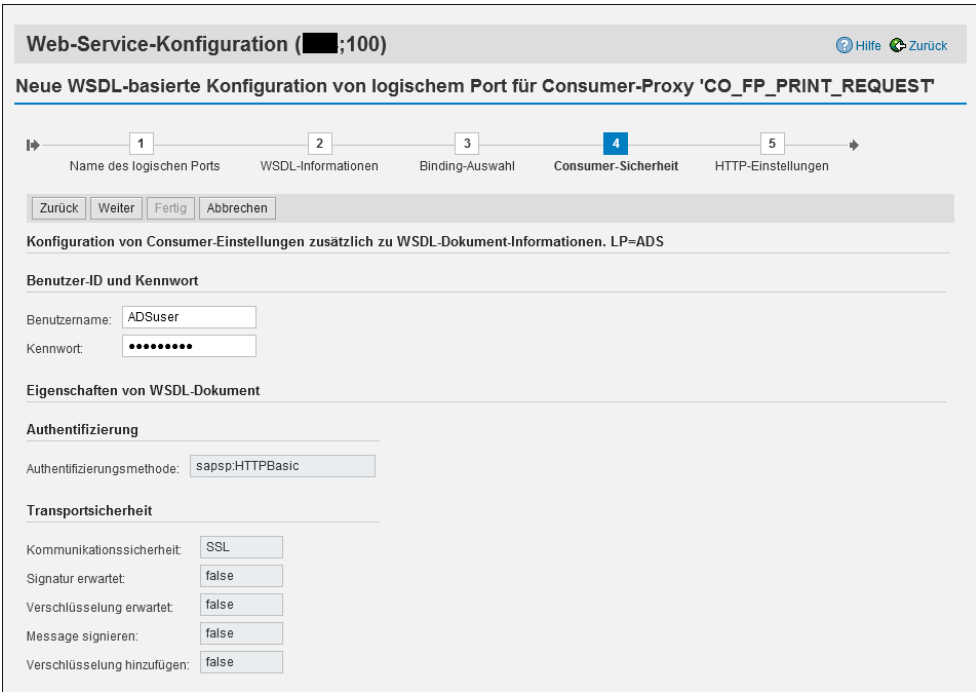 Web-Service-Konfiguration ( ;100) Hilfe Zurück
Neue WSDL-basierte Konfiguration von logischem Port für Consumer-Proxy 'CO_FP_PRINT_REQUEST'
1 2 3 4 5
Name des logischen Ports WSDL-Informationen Binding-Auswahl Consumer-Sicherheit HTTP-Einstellungen
Zurück Weiter Fertig Abbrechen
Konfiguration von Consumer-Einstellungen zusätzlich zu WSDL-Dokument-Informationen. LP=ADS
Benutzer-ID und Kennwort
Benutzername: ADSuser
Kennwort: •••••••••
Eigenschaften von WSDL-Dokument
Authentifizierung
Authentifizierungsmethode: sapsp:HTTPBasic
Transportsicherheit
Kommunikationssicherheit: SSL
Signatur erwartet: false
Verschlüsselung erwartet: false
Message signieren: false
Verschlüsselung hinzufügen: false